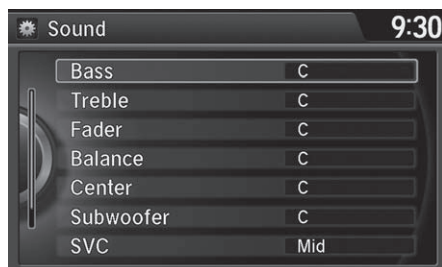 Sound 9:30
Bass C
Treble C
Fader C
Balance C
Center C
Subwoofer C
SVC Mid